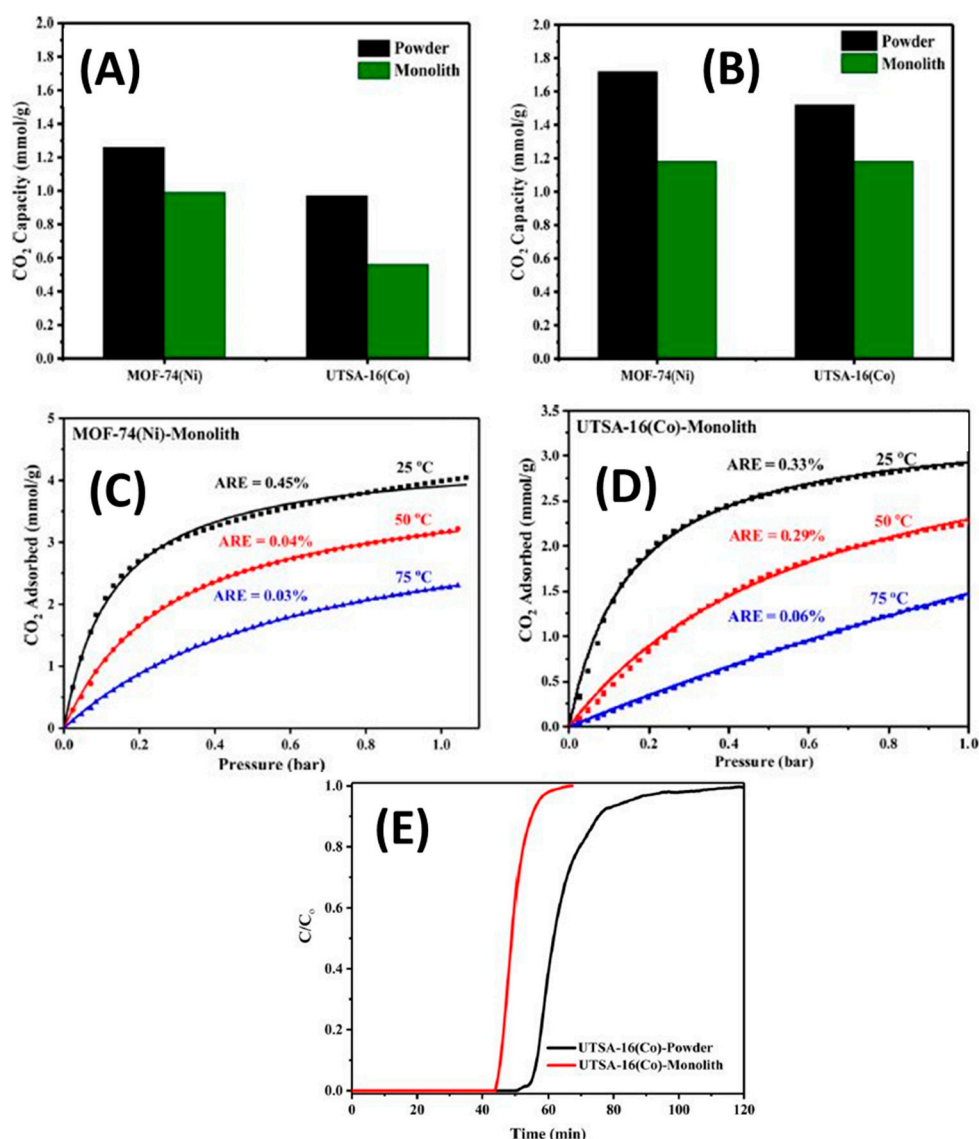 (A)
Powder
Monolith
CO₂ Capacity (mmol/g)
2.0
1.8
1.6
1.4
1.2
1.0
0.8
0.6
0.4
0.2
0.0
MOF-74(Ni) UTSA-16(Co)
(B)
Powder
Monolith
CO₂ Capacity (mmol/g)
2.0
1.8
1.6
1.4
1.2
1.0
0.8
0.6
0.4
0.2
0.0
MOF-74(Ni) UTSA-16(Co)
MOF-74(Ni)-Monolith
(C)
CO₂ Adsorbed (mmol/g)
5
4
3
2
1
0
ARE = 0.45%
25 °C
ARE = 0.04%
50 °C
ARE = 0.03%
75 °C
0.0 0.2 0.4 0.6 0.8 1.0
Pressure (bar)
UTSA-16(Co)-Monolith
(D)
CO₂ Adsorbed (mmol/g)
3.5
3.0
2.5
2.0
1.5
1.0
0.5
0.0
ARE = 0.33%
25 °C
ARE = 0.29%
50 °C
ARE = 0.06%
75 °C
0.0 0.2 0.4 0.6 0.8 1.0
Pressure (bar)
(E)
C/C₀
1.0
0.8
0.6
0.4
0.2
0.0
UTSA-16(Co)-Powder
UTSA-16(Co)-Monolith
0 20 40 60 80 100 120
Time (min)